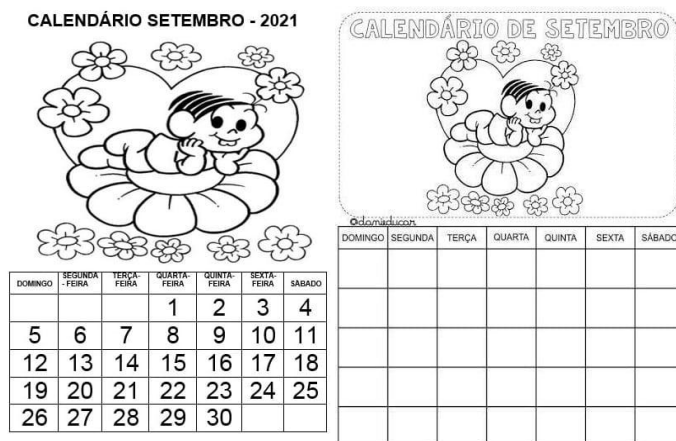 CALENDÁRIO SETEMBRO - 2021
DOMINGO SEGUNDA - FEIRA TERÇA-FEIRA QUARTA-FEIRA QUINTA-FEIRA SEXTA-FEIRA SÁBADO
1 2 3 4
5 6 7 8 9 10 11
12 13 14 15 16 17 18
19 20 21 22 23 24 25
26 27 28 29 30
CALENDÁRIO DE SETEMBRO
@danieducar
DOMINGO SEGUNDA TERÇA QUARTA QUINTA SEXTA SÁBADO